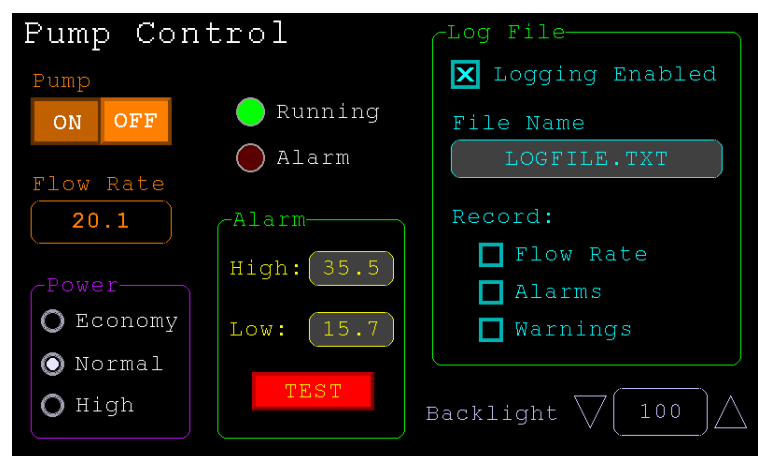 Pump Control
Pump
ON OFF
Running
Alarm
Flow Rate
20.1
Power
Economy
Normal
High
Alarm
High: 35.5
Low: 15.7
TEST
Log File
Logging Enabled
File Name
LOGFILE.TXT
Record:
Flow Rate
Alarms
Warnings
Backlight 100